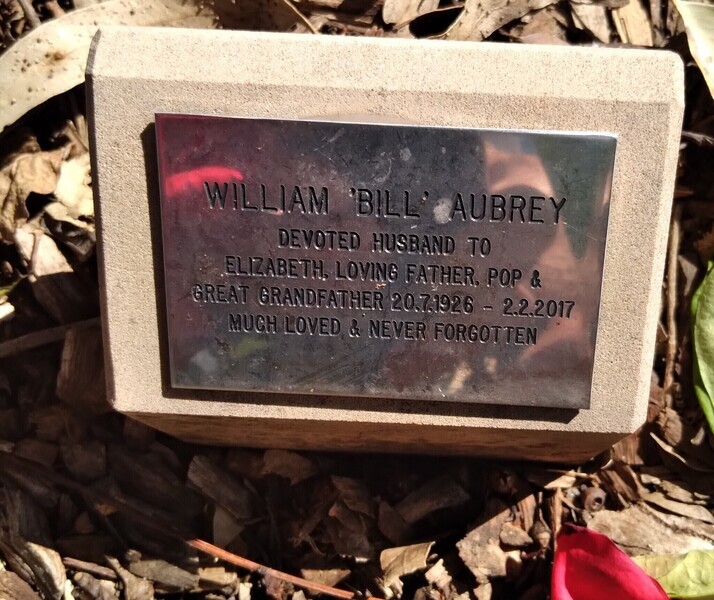 WILLIAM 'BILL' AUBREY
DEVOTED HUSBAND TO
ELIZABETH, LOVING FATHER, POP &
GREAT GRANDFATHER 20.7.1926 - 2.2.2017
MUCH LOVED & NEVER FORGOTTEN